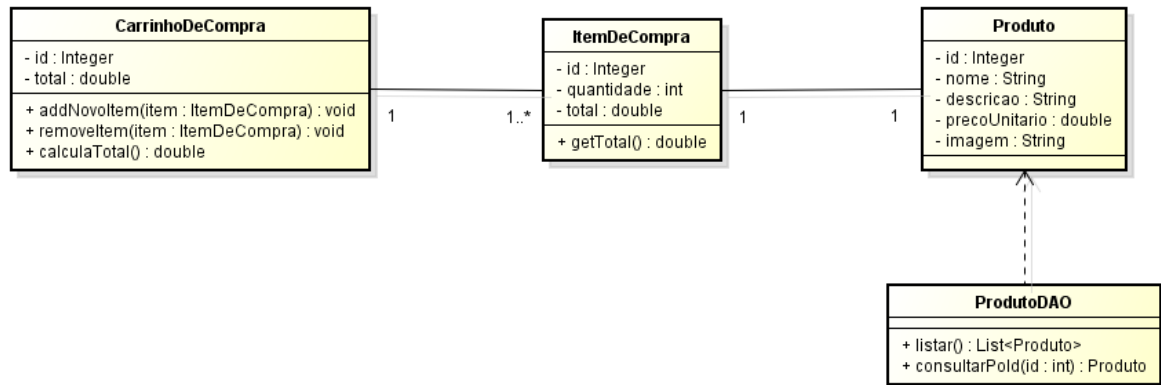 CarrinhoDeCompra
- id : Integer
- total : double
+ addNovoItem(item : ItemDeCompra) : void
+ removeItem(item : ItemDeCompra) : void
+ calculaTotal() : double
1
1..*
ItemDeCompra
- id : Integer
- quantidade : int
- total : double
+ getTotal() : double
1
1
Produto
- id : Integer
- nome : String
- descricao : String
- precoUnitario : double
- imagem : String
ProdutoDAO
+ listar() : List<Produto>
+ consultarPold(id : int) : Produto